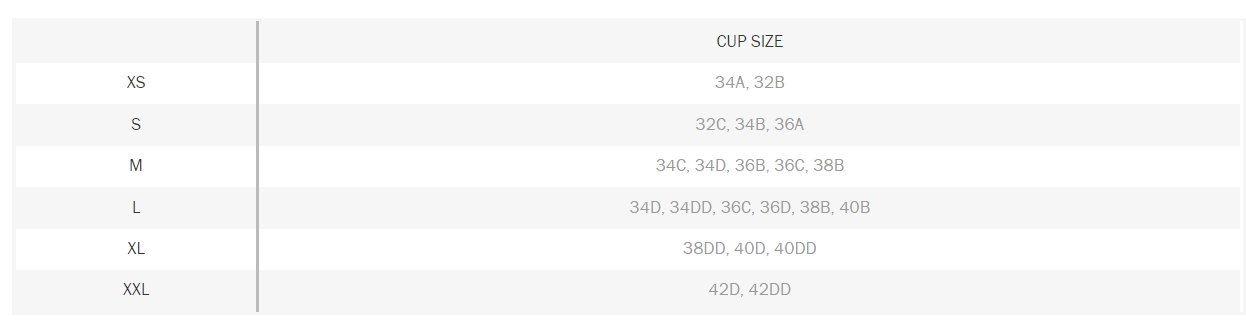 CUP SIZE
XS 34A, 32B
S 32C, 34B, 36A
M 34C, 34D, 36B, 36C, 38B
L 34D, 34DD, 36C, 36D, 38B, 40B
XL 38DD, 40D, 40DD
XXL 42D, 42DD